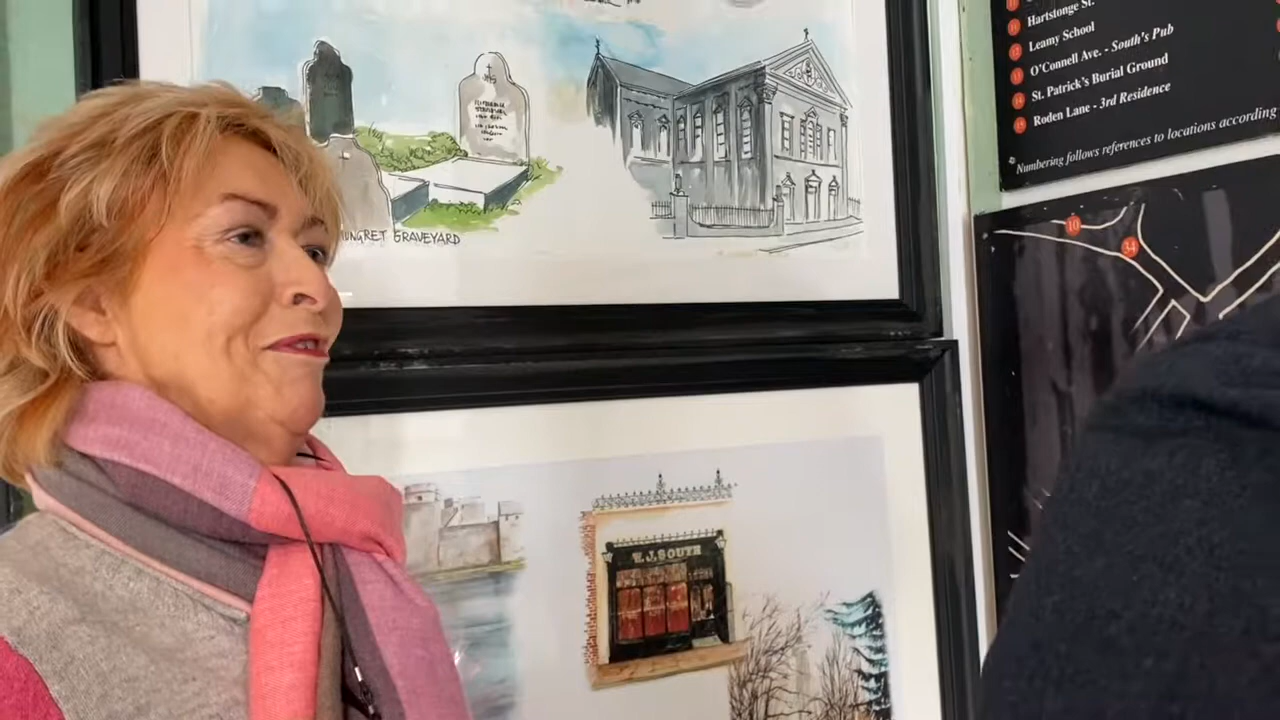 Hartstonge St.
Leamy School
O'Connell Ave. - South's Pub
St. Patrick's Burial Ground
Roden Lane - 3rd Residence
Numbering follows references to locations according
10
34
MUNGRET GRAVEYARD
W.J.SOUTH